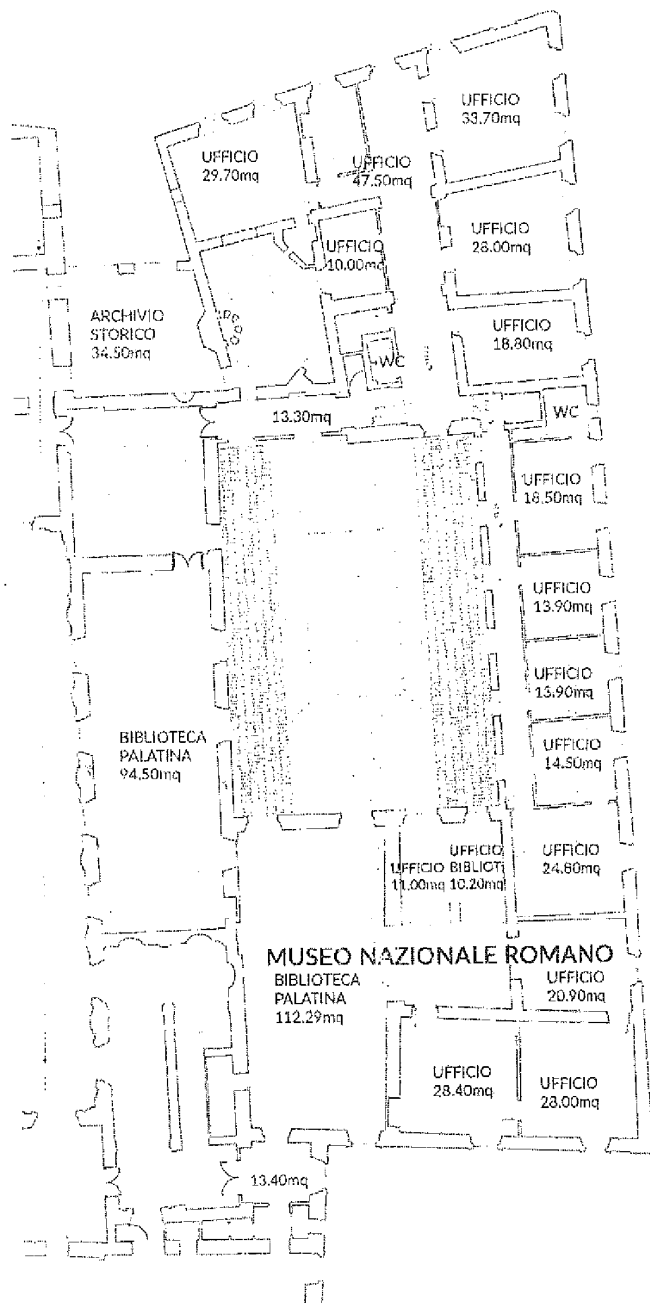 UFFICIO
33.70mq
UFFICIO
29.70mq
UFFICIO
47.50mq
UFFICIO
28.00mq
UFFICIO
10.00mq
ARCHIVIO
STORICO
34.50mq
UFFICIO
18.80mq
WC
13.30mq
WC
UFFICIO
18.50mq
UFFICIO
13.90mq
UFFICIO
13.90mq
BIBLIOTECA
PALATINA
94.50mq
UFFICIO
14.50mq
UFFICIO
11.00mq
UFFICIO
BIBLIOT.
10.20mq
UFFICIO
24.80mq
MUSEO NAZIONALE ROMANO
BIBLIOTECA
PALATINA
112.29mq
UFFICIO
20.90mq
UFFICIO
28.40mq
UFFICIO
28.00mq
13.40mq